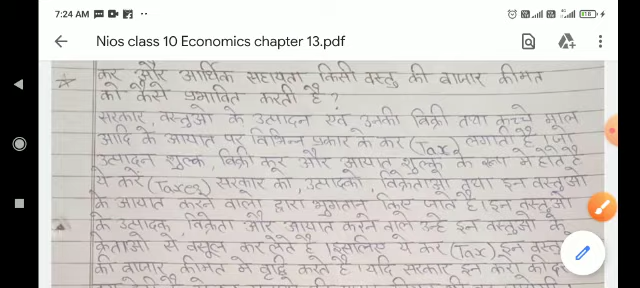 7:24 AM
Nios class 10 Economics chapter 13.pdf
कर और आर्थिक सहायता किसी वस्तु की बाजार कीमत
को कैसे प्रभावित करती है?
सरकार, वस्तुओं के उत्पादन एवं उनकी बिक्री तथा कच्चे माल
आदि के आयात पर विभिन्न प्रकार के कर (Tax) लगाती है। जो
उत्पादन शुल्क, बिक्री कर और आयात शुल्क के रूप में होते है
ये कर (Taxes) सरकार को, उत्पादकों, विक्रेताओं तथा इन वस्तुओं
के आयात करने वालों द्वारा भुगतान किए जाते है। इन वस्तुओं
के उत्पादक, विक्रेता और आयात करने वाले उन्हें इन वस्तुओं के
क्रेताओं से वसूल कर लेते है। इसलिए ये कर (Tax) इन वस्तु
की बाजार कीमत में वृद्धि करते है। यदि सरकार इन करों की